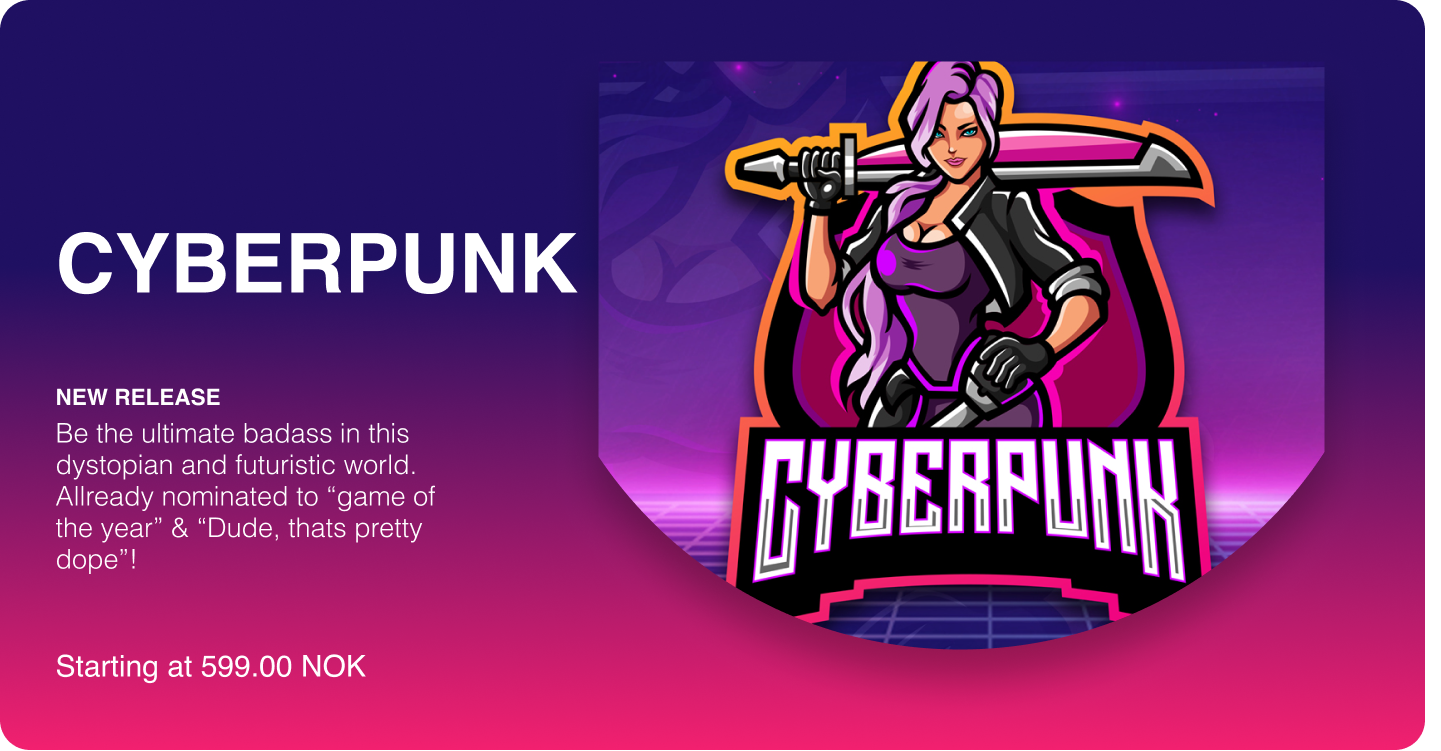 CYBERPUNK
NEW RELEASE
Be the ultimate badass in this
dystopian and futuristic world.
Allready nominated to “game of
the year” & “Dude, thats pretty
dope”!
Starting at 599.00 NOK
CYBERPUNK